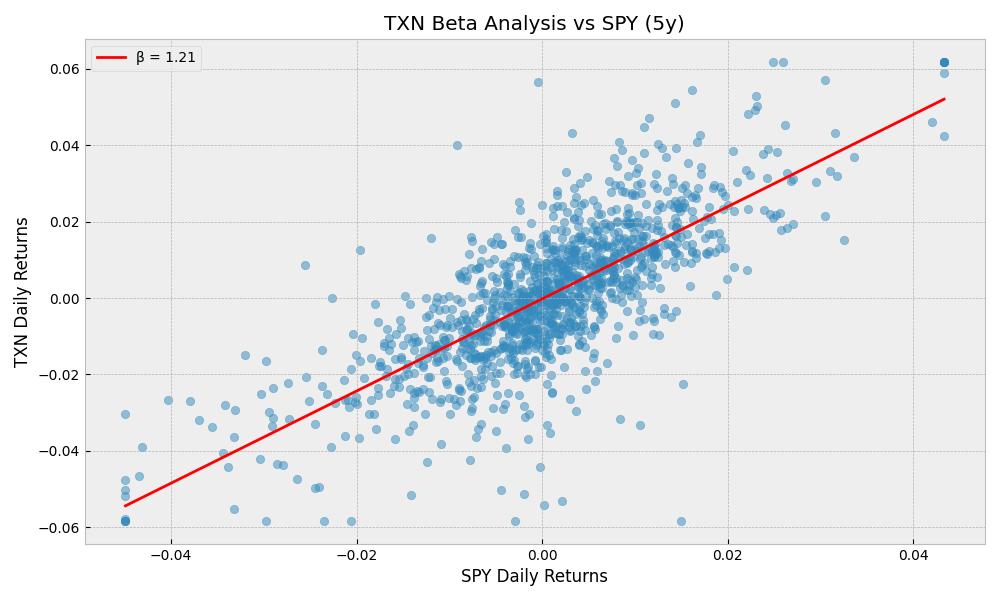 TXN Beta Analysis vs SPY (5y)
β = 1.21
0.06
0.04
0.02
0.00
−0.02
−0.04
−0.06
TXN Daily Returns
−0.04 −0.02 0.00 0.02 0.04
SPY Daily Returns